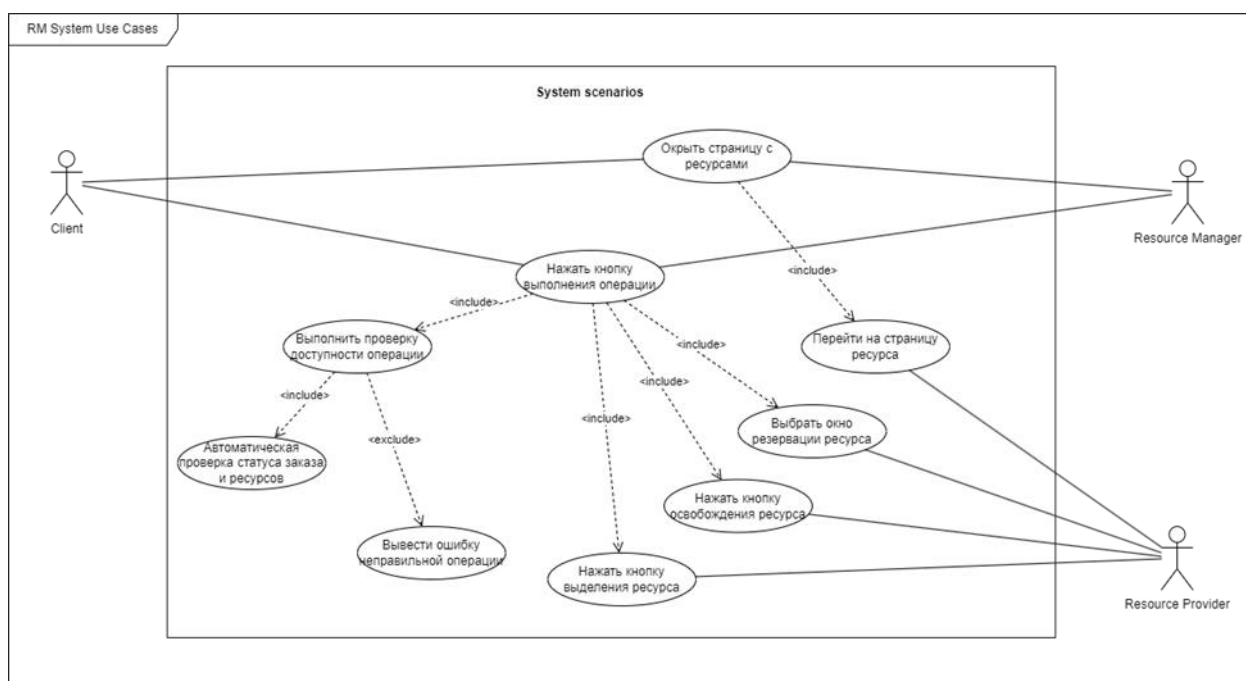 RM System Use Cases
System scenarios
Окрыть страницу с
ресурсами
Client
Resource Manager
Нажать кнопку
выполнения операции
<include>
<include>
Выполнить проверку
доступности операции
Перейти на страницу
ресурса
<include>
<include>
<include>
<include>
Выбрать окно
резервации ресурса
<exclude>
Автоматическая
проверка статуса заказа
и ресурсов
Нажать кнопку
освобождения ресурса
Вывести ошибку
неправильной операции
Нажать кнопку
выделения ресурса
Resource Provider